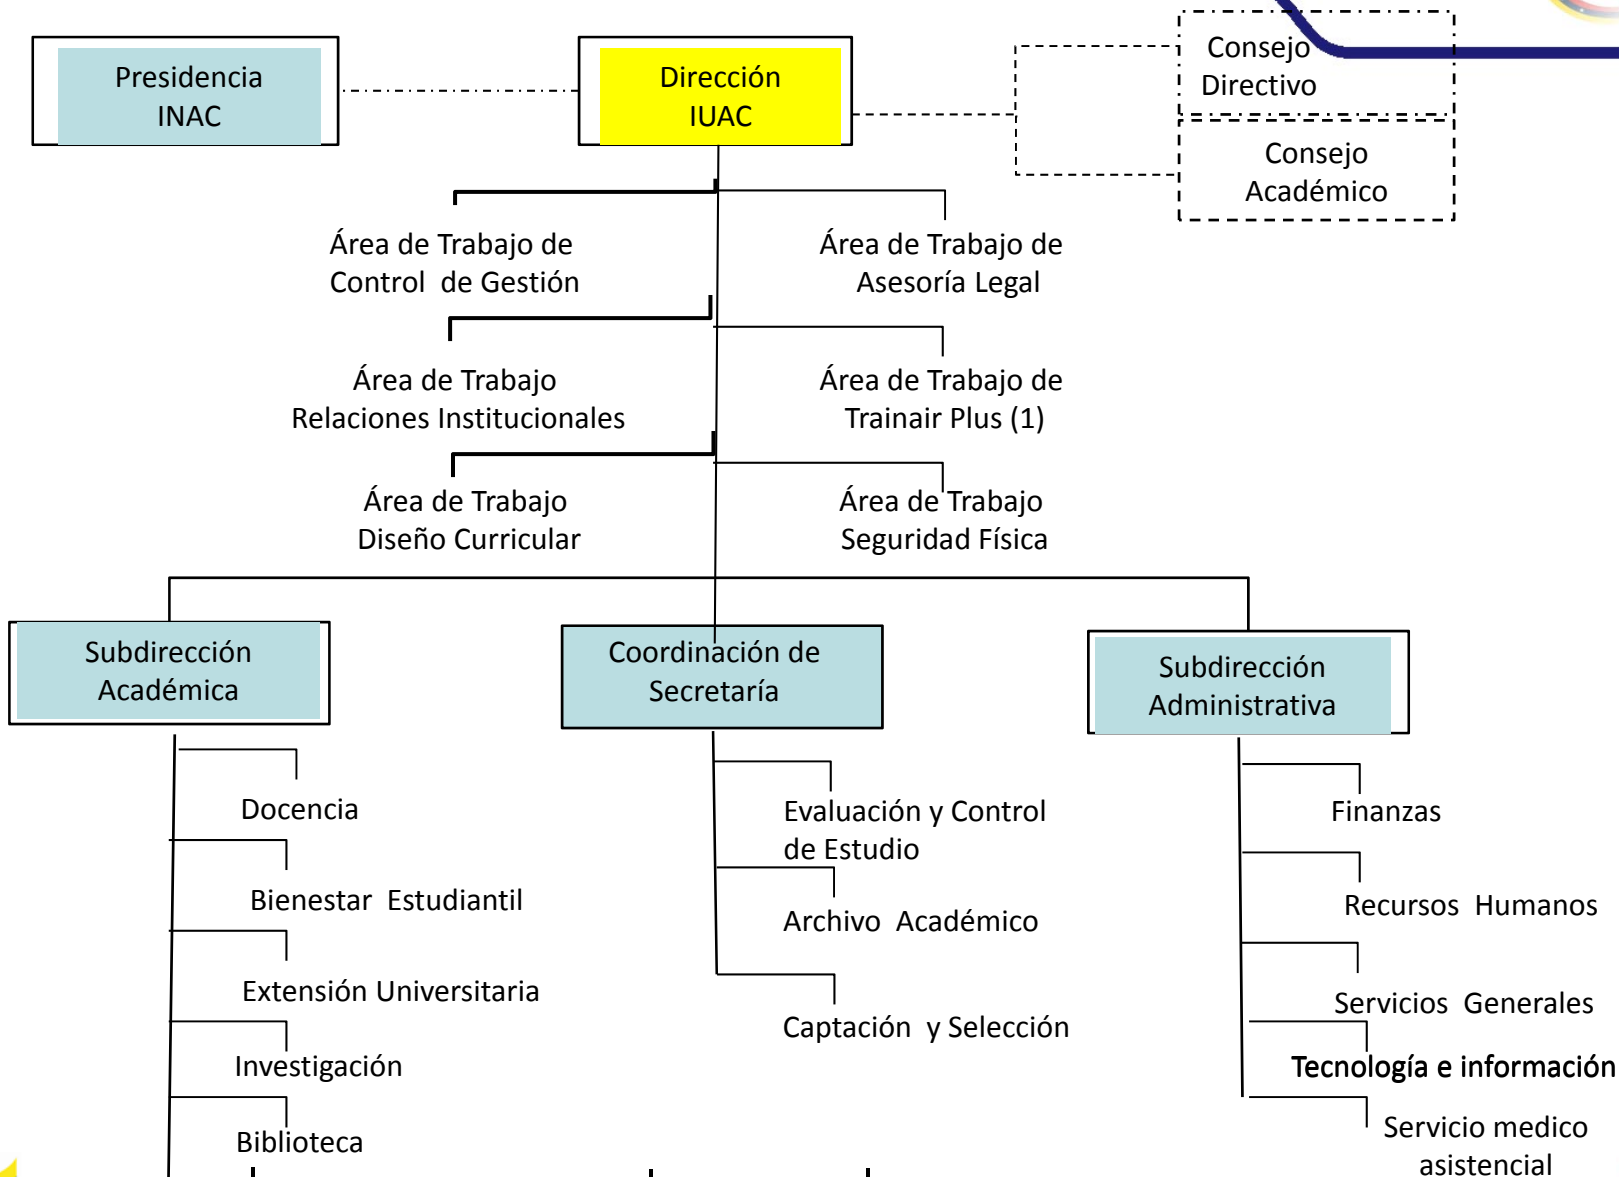 Presidencia
INAC
Dirección
IUAC
Consejo
Directivo
Consejo
Académico
Área de Trabajo de
Control de Gestión
Área de Trabajo de
Asesoría Legal
Área de Trabajo
Relaciones Institucionales
Área de Trabajo de
Trainair Plus (1)
Área de Trabajo
Diseño Curricular
Área de Trabajo
Seguridad Física
Subdirección
Académica
Coordinación de
Secretaría
Subdirección
Administrativa
Docencia
Bienestar Estudiantil
Extensión Universitaria
Investigación
Biblioteca
Evaluación y Control
de Estudio
Archivo Académico
Captación y Selección
Finanzas
Recursos Humanos
Servicios Generales
Tecnología e información
Servicio medico
asistencial